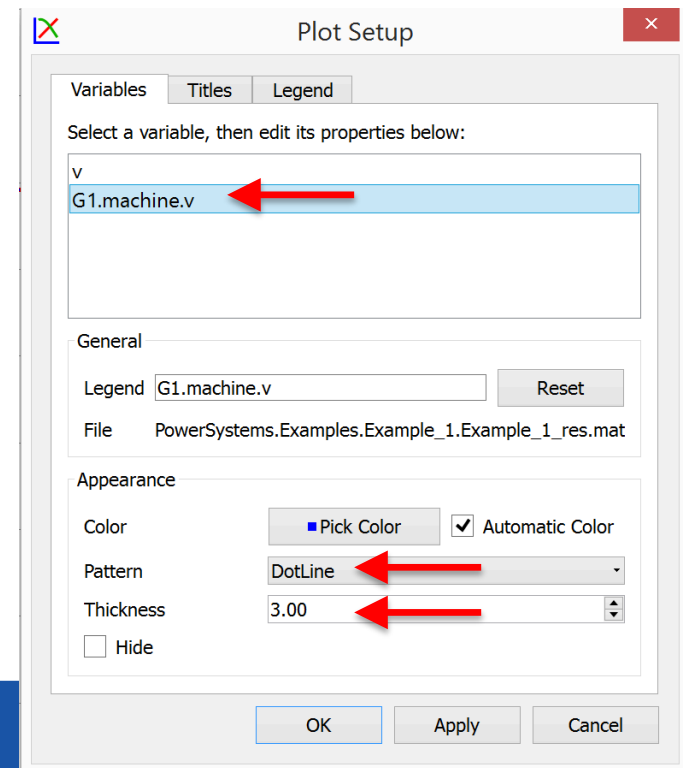 Plot Setup
Variables Titles Legend
Select a variable, then edit its properties below:
v
G1.machine.v
General
Legend G1.machine.v Reset
File PowerSystems.Examples.Example_1.Example_1_res.mat
Appearance
Color Pick Color Automatic Color
Pattern DotLine
Thickness 3.00
Hide
OK Apply Cancel